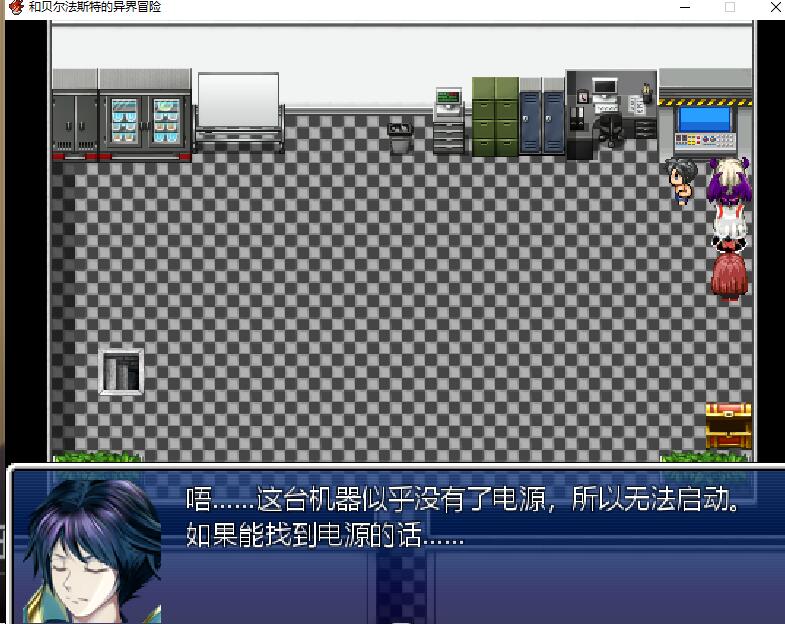 和贝尔法斯特的异界冒险
唔……这台机器似乎没有了电源，所以无法启动。
如果能找到电源的话……